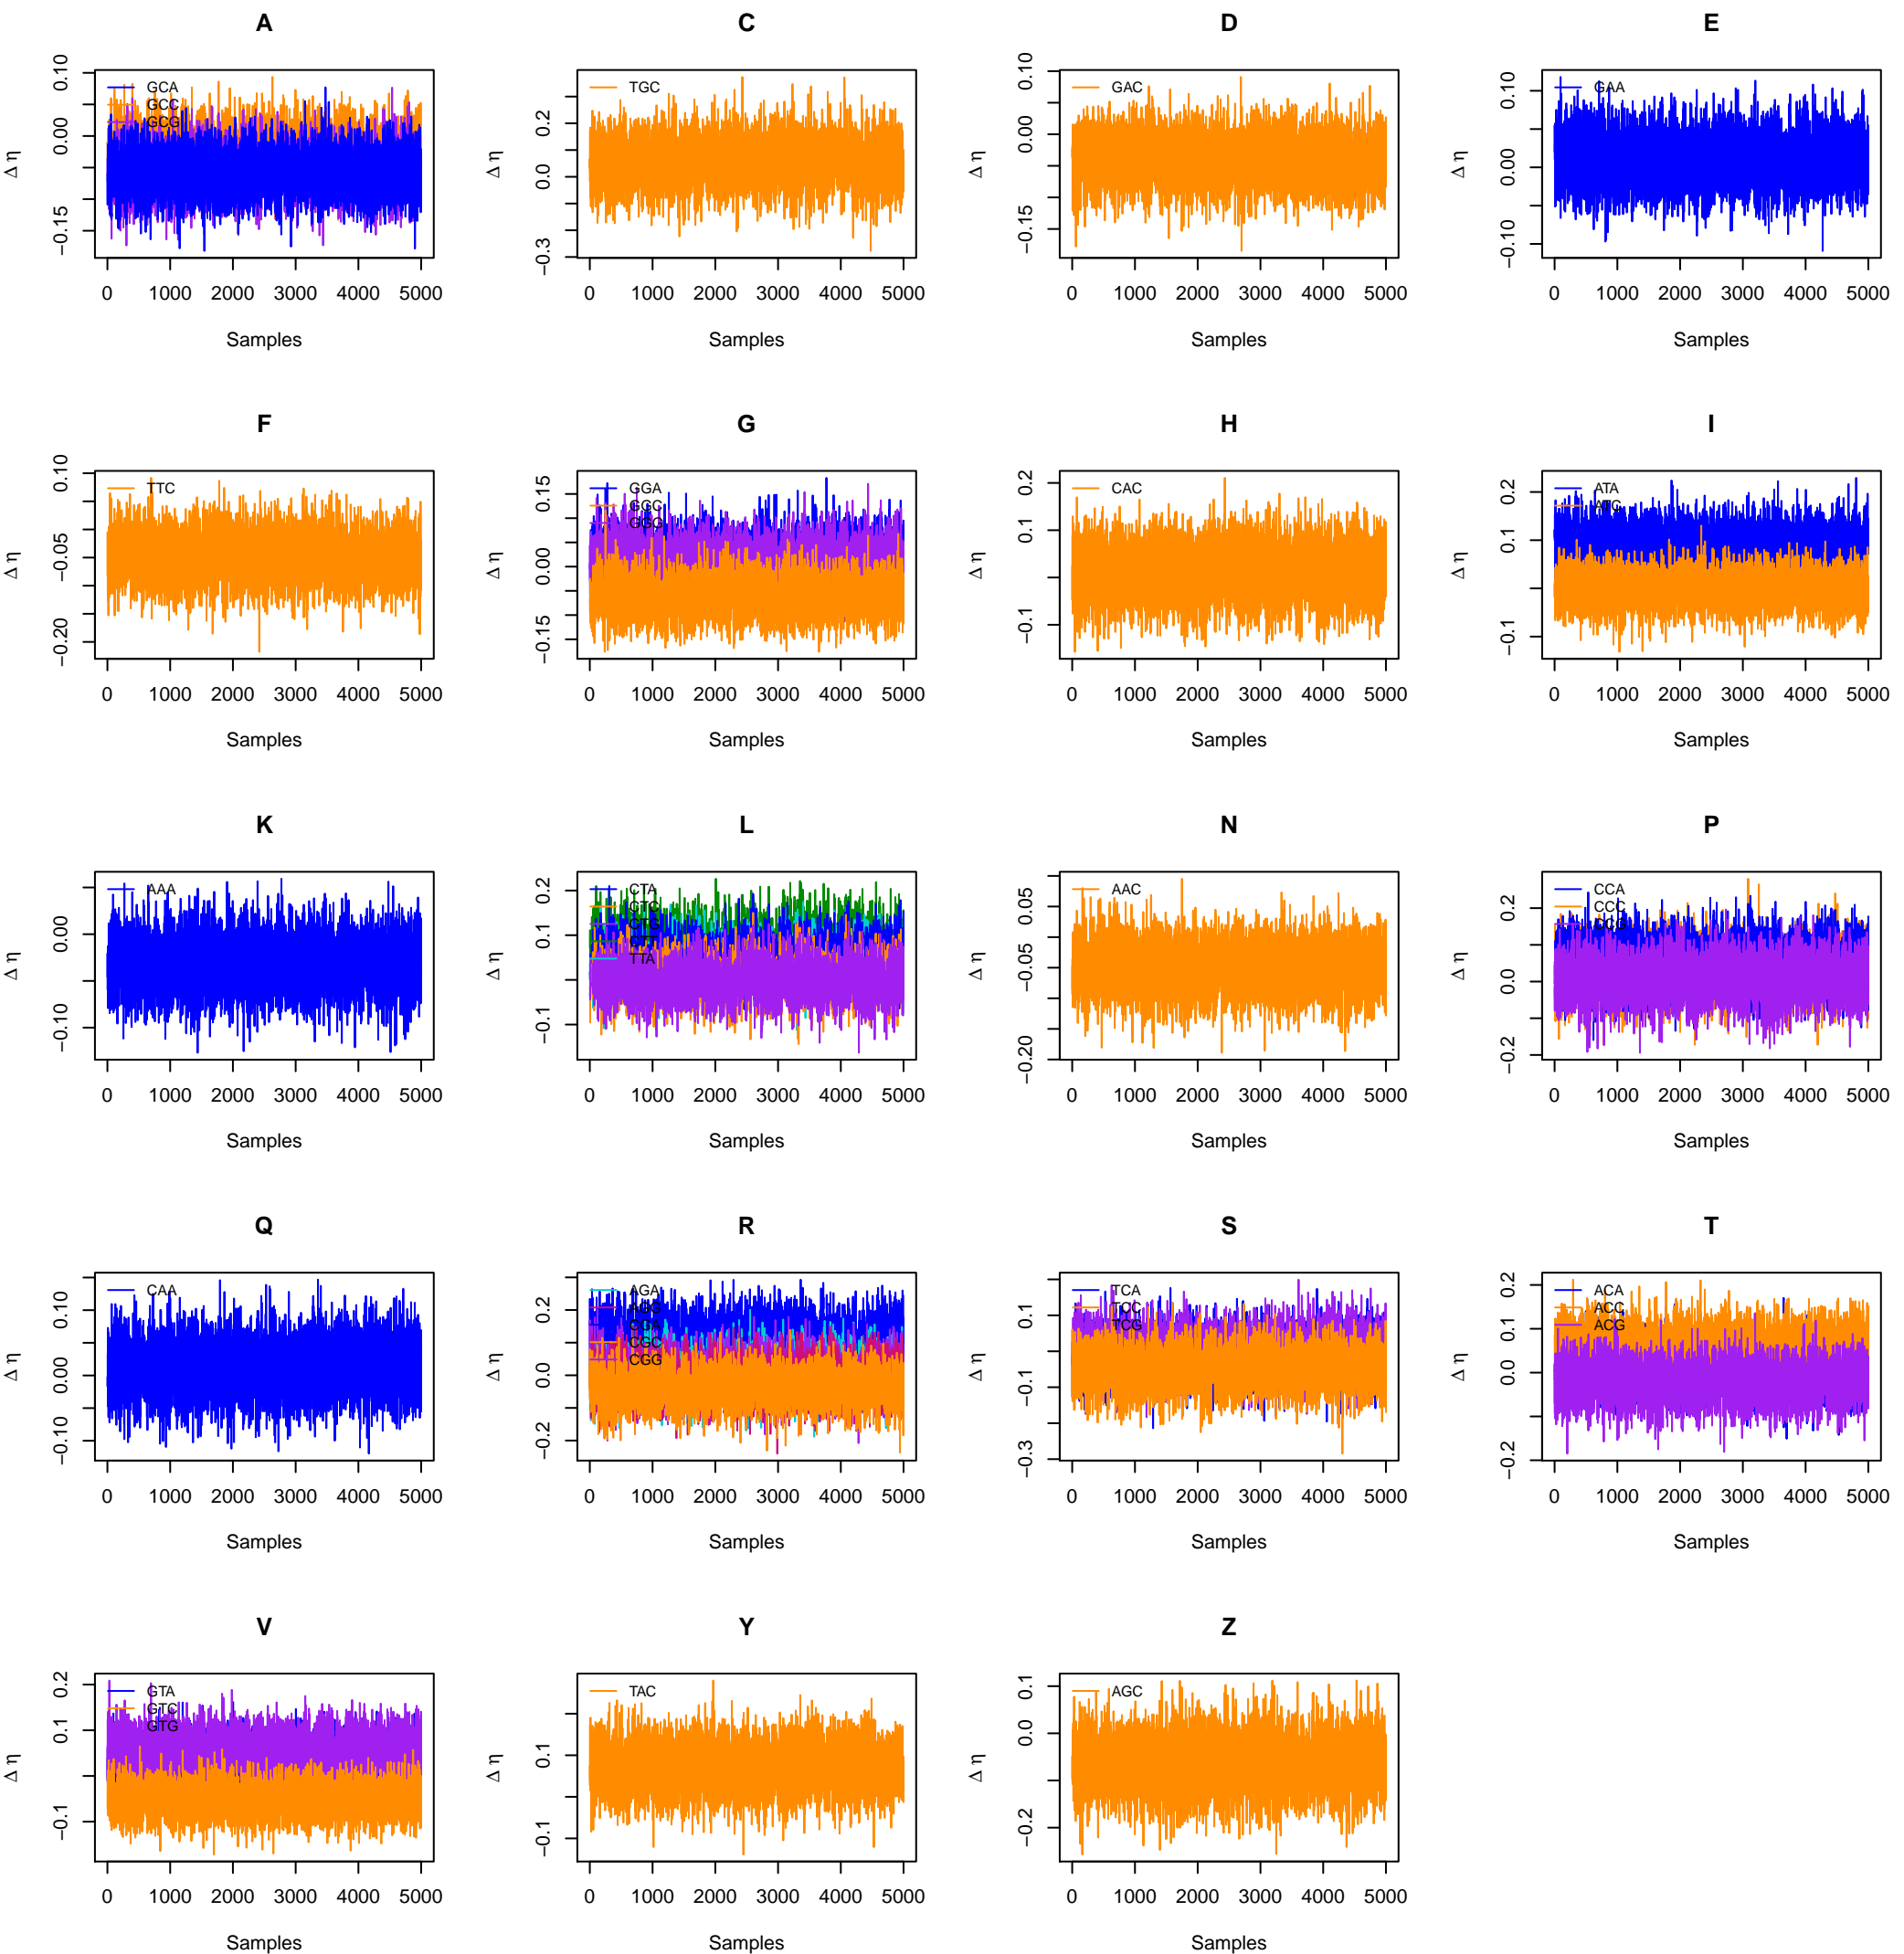 A
C
D
E
Δ η
0.10
0.00
−0.15
GCA
GCC
GCG
0 1000 2000 3000 4000 5000
Samples
Δ η
0.2
0.0
−0.3
TGC
0 1000 2000 3000 4000 5000
Samples
Δ η
0.10
0.00
−0.15
GAC
0 1000 2000 3000 4000 5000
Samples
Δ η
0.10
0.00
−0.10
GAA
0 1000 2000 3000 4000 5000
Samples
F
G
H
I
Δ η
0.10
−0.05
−0.20
TTC
0 1000 2000 3000 4000 5000
Samples
Δ η
0.15
0.00
−0.15
GGA
GGC
GGG
0 1000 2000 3000 4000 5000
Samples
Δ η
0.2
0.1
−0.1
CAC
0 1000 2000 3000 4000 5000
Samples
Δ η
0.2
0.1
−0.1
ATA
ATC
0 1000 2000 3000 4000 5000
Samples
K
L
N
P
Δ η
0.00
−0.10
AAA
0 1000 2000 3000 4000 5000
Samples
Δ η
0.2
0.1
−0.1
CTA
CTC
CTG
CTT
TTA
0 1000 2000 3000 4000 5000
Samples
Δ η
0.05
−0.05
−0.20
AAC
0 1000 2000 3000 4000 5000
Samples
Δ η
0.2
0.0
−0.2
CCA
CCC
CCG
0 1000 2000 3000 4000 5000
Samples
Q
R
S
T
Δ η
0.10
0.00
−0.10
CAA
0 1000 2000 3000 4000 5000
Samples
Δ η
0.2
0.0
−0.2
AGA
AGG
CGA
CGC
CGG
0 1000 2000 3000 4000 5000
Samples
Δ η
0.1
−0.1
−0.3
TCA
TCC
TCG
0 1000 2000 3000 4000 5000
Samples
Δ η
0.2
0.1
0.0
−0.2
ACA
ACC
ACG
0 1000 2000 3000 4000 5000
Samples
V
Y
Z
Δ η
0.2
0.1
−0.1
GTA
GTC
GTG
0 1000 2000 3000 4000 5000
Samples
Δ η
0.1
−0.1
TAC
0 1000 2000 3000 4000 5000
Samples
Δ η
0.1
0.0
−0.2
AGC
0 1000 2000 3000 4000 5000
Samples